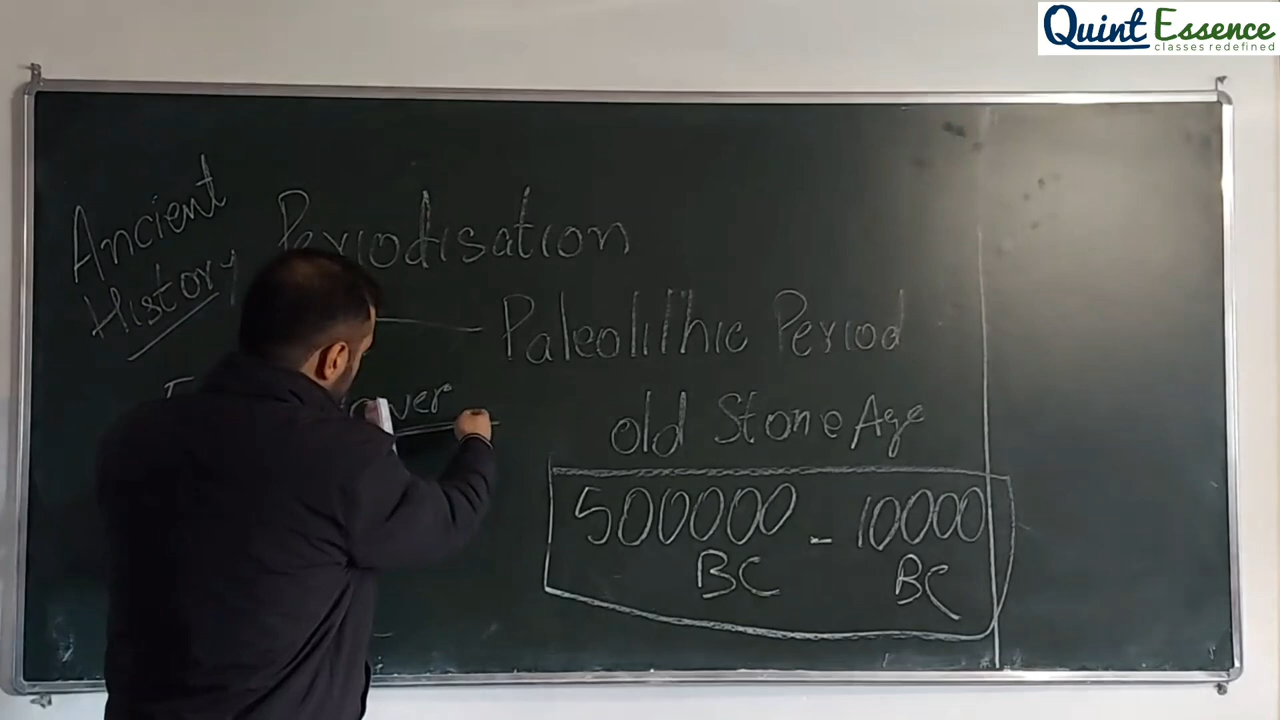 Quint Essence
classes redefined
Ancient
History
Periodisation
Paleolithic Period
old Stone Age
500000 - 10000
BC BC